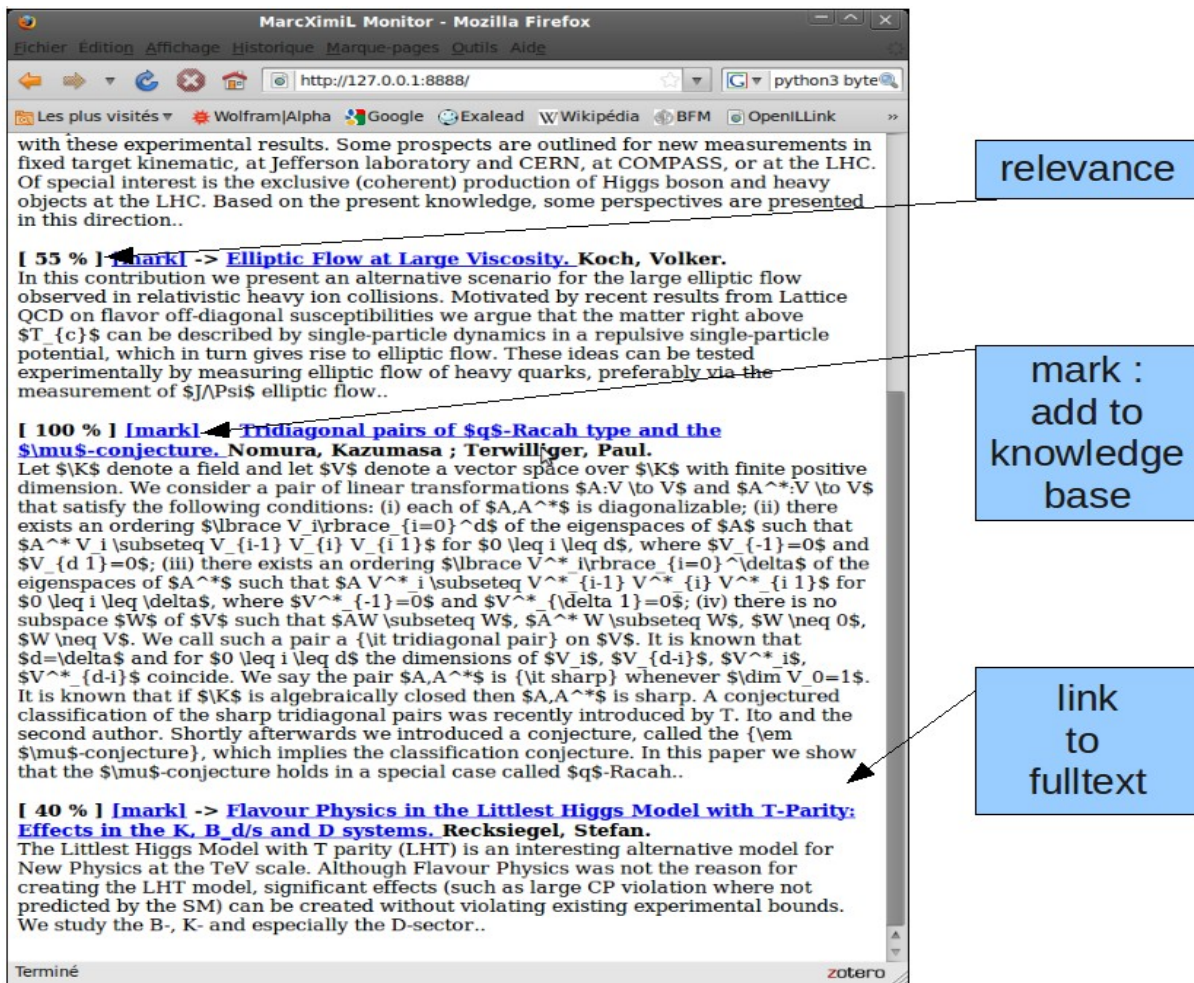 MarcXimiL Monitor - Mozilla Firefox
Fichier Édition Affichage Historique Marque-pages Outils Aide
http://127.0.0.1:8888/
python3 byte
Les plus visités Wolfram|Alpha Google Exalead Wikipédia BFM OpenILLink »
with these experimental results. Some prospects are outlined for new measurements in
fixed target kinematic, at Jefferson laboratory and CERN, at COMPASS, or at the LHC.
Of special interest is the exclusive (coherent) production of Higgs boson and heavy
objects at the LHC. Based on the present knowledge, some perspectives are presented
in this direction..
[ 55 % ] [mark] -> Elliptic Flow at Large Viscosity. Koch, Volker.
In this contribution we present an alternative scenario for the large elliptic flow
observed in relativistic heavy ion collisions. Motivated by recent results from Lattice
QCD on flavor off-diagonal susceptibilities we argue that the matter right above
$T_{c}$ can be described by single-particle dynamics in a repulsive single-particle
potential, which in turn gives rise to elliptic flow. These ideas can be tested
experimentally by measuring elliptic flow of heavy quarks, preferably via the
measurement of $J/\Psi$ elliptic flow..
[ 100 % ] [mark] Tridiagonal pairs of $q$-Racah type and the
$\mu$-conjecture. Nomura, Kazumasa ; Terwilliger, Paul.
Let $\K$ denote a field and let $V$ denote a vector space over $\K$ with finite positive
dimension. We consider a pair of linear transformations $A:V \to V$ and $A^*:V \to V$
that satisfy the following conditions: (i) each of $A,A^*$ is diagonalizable; (ii) there
exists an ordering $\lbrace V_i\rbrace_{i=0}^d$ of the eigenspaces of $A$ such that
$A^* V_i \subseteq V_{i-1} V_{i} V_{i 1}$ for $0 \leq i \leq d$, where $V_{-1}=0$ and
$V_{d 1}=0$; (iii) there exists an ordering $\lbrace V^*_i\rbrace_{i=0}^\delta$ of the
eigenspaces of $A^*$ such that $A V^*_i \subseteq V^*_{i-1} V^*_{i} V^*_{i 1}$ for
$0 \leq i \leq \delta$, where $V^*_{-1}=0$ and $V^*_{\delta 1}=0$; (iv) there is no
subspace $W$ of $V$ such that $AW \subseteq W$, $A^* W \subseteq W$, $W \neq 0$,
$W \neq V$. We call such a pair a {\it tridiagonal pair} on $V$. It is known that
$d=\delta$ and for $0 \leq i \leq d$ the dimensions of $V_i$, $V_{d-i}$, $V^*_i$,
$V^*_{d-i}$ coincide. We say the pair $A,A^*$ is {\it sharp} whenever $\dim V_0=1$.
It is known that if $\K$ is algebraically closed then $A,A^*$ is sharp. A conjectured
classification of the sharp tridiagonal pairs was recently introduced by T. Ito and the
second author. Shortly afterwards we introduced a conjecture, called the {\em
$\mu$-conjecture}, which implies the classification conjecture. In this paper we show
that the $\mu$-conjecture holds in a special case called $q$-Racah..
[ 40 % ] [mark] -> Flavour Physics in the Littlest Higgs Model with T-Parity:
Effects in the K, B_d/s and D systems. Recksiegel, Stefan.
The Littlest Higgs Model with T parity (LHT) is an interesting alternative model for
New Physics at the TeV scale. Although Flavour Physics was not the reason for
creating the LHT model, significant effects (such as large CP violation where not
predicted by the SM) can be created without violating existing experimental bounds.
We study the B-, K- and especially the D-sector..
Terminé
zotero
relevance
mark :
add to
knowledge
base
link
to
fulltext